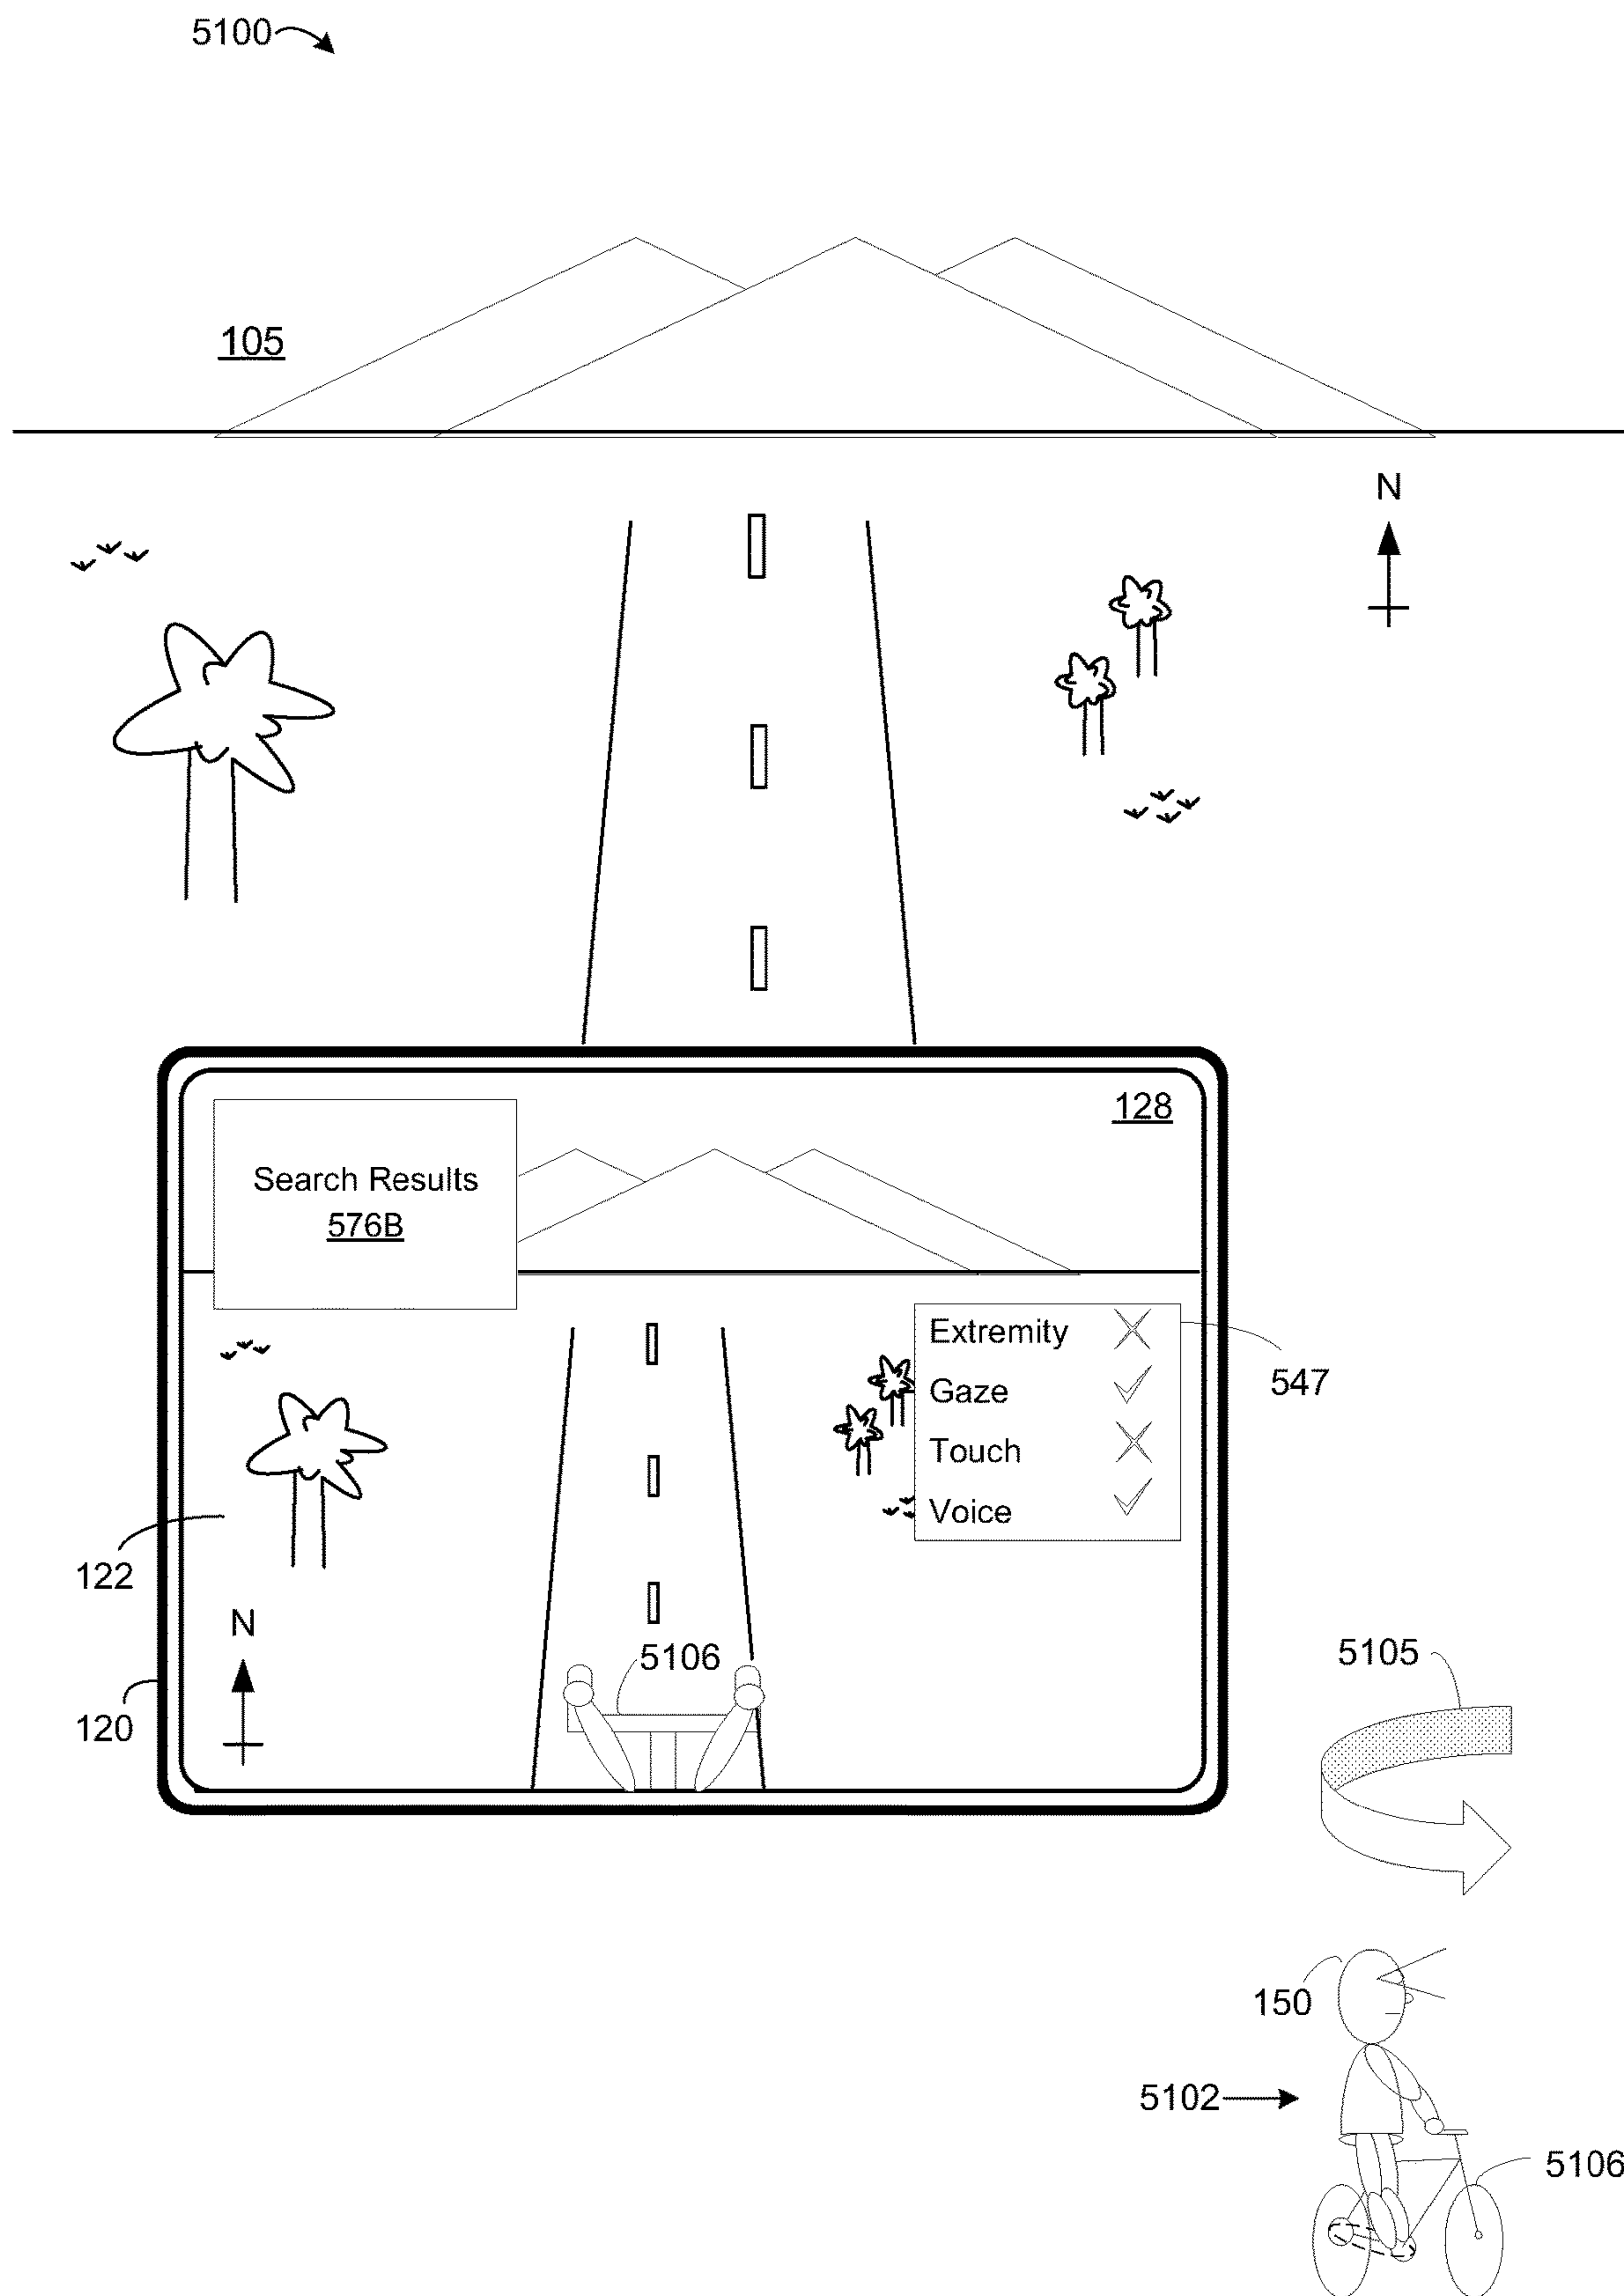 5100
105
N
128
Search Results
576B
Extremity
Gaze
Touch
Voice
547
122
N
5106
120
5105
150
5102
5106